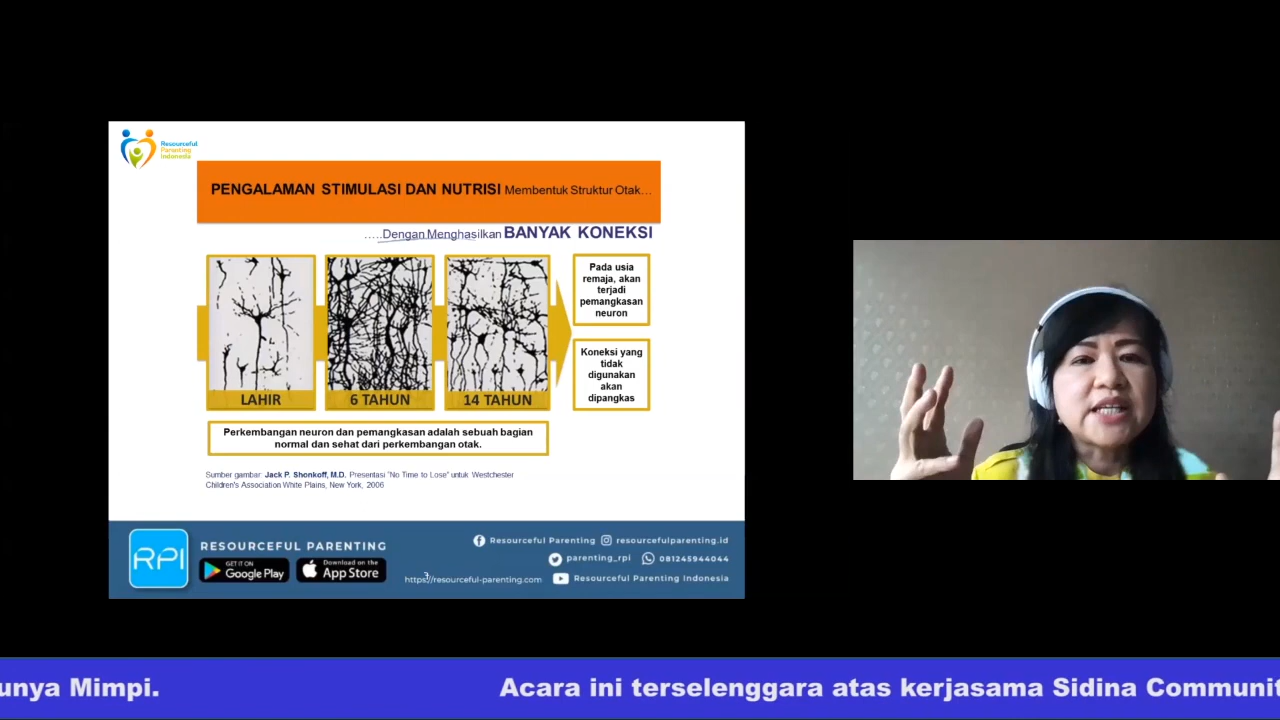 Resourceful
Parenting
Indonesia
PENGALAMAN STIMULASI DAN NUTRISI Membentuk Struktur Otak...
.....Dengan Menghasilkan BANYAK KONEKSI
LAHIR
6 TAHUN
14 TAHUN
Pada usia
remaja, akan
terjadi
pemangkasan
neuron
Koneksi yang
tidak
digunakan
akan
dipangkas
Perkembangan neuron dan pemangkasan adalah sebuah bagian
normal dan sehat dari perkembangan otak.
Sumber gambar: Jack P. Shonkoff, M.D. Presentasi "No Time to Lose" untuk Westchester
Children's Association White Plains, New York, 2006
RPI
RESOURCEFUL PARENTING
GET IT ON
Google Play
Download on the
App Store
https://resourceful-parenting.com
Resourceful Parenting
resourcefulparenting.id
parenting_rpi
081245944044
Resourceful Parenting Indonesia
unya Mimpi.
Acara ini terselenggara atas kerjasama Sidina Communit